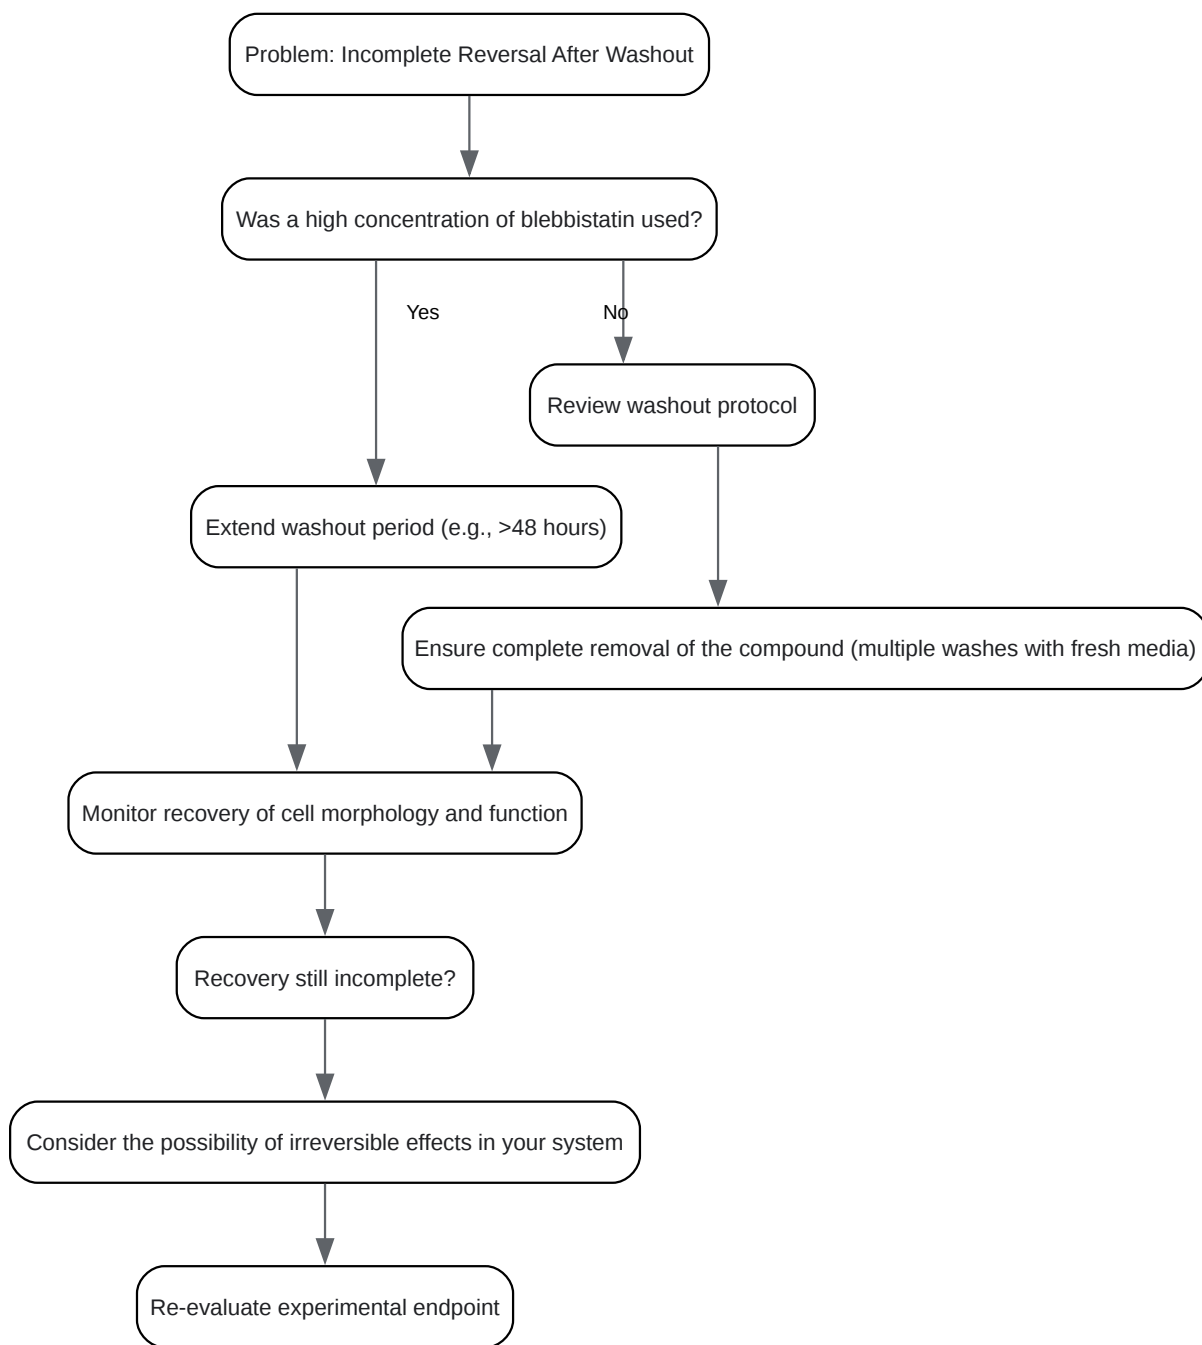 Problem: Incomplete Reversal After Washout
Was a high concentration of blebbistatin used?
Yes
No
Review washout protocol
Extend washout period (e.g., >48 hours)
Ensure complete removal of the compound (multiple washes with fresh media)
Monitor recovery of cell morphology and function
Recovery still incomplete?
Consider the possibility of irreversible effects in your system
Re-evaluate experimental endpoint